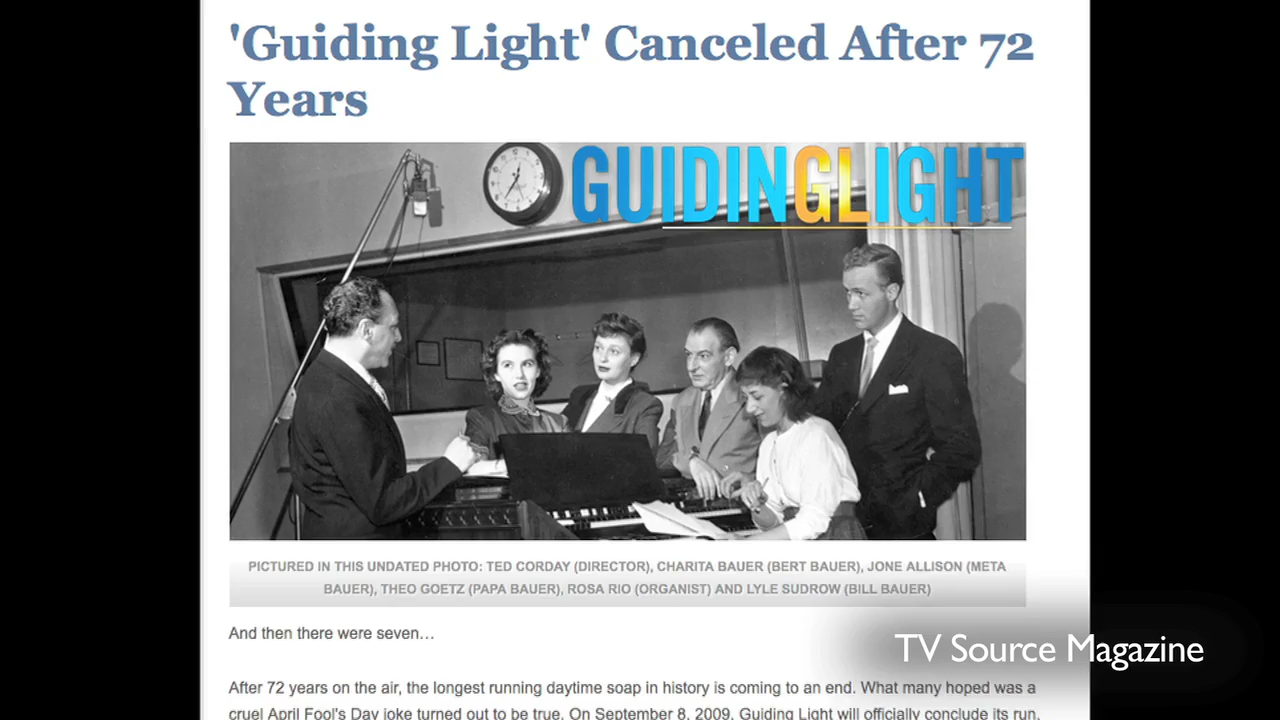 'Guiding Light' Canceled After 72
Years
GUIDINGLIGHT
PICTURED IN THIS UNDATED PHOTO: TED CORDAY (DIRECTOR), CHARITA BAUER (BERT BAUER), JONE ALLISON (META
BAUER), THEO GOETZ (PAPA BAUER), ROSA RIO (ORGANIST) AND LYLE SUDROW (BILL BAUER)
And then there were seven…
TV Source Magazine
After 72 years on the air, the longest running daytime soap in history is coming to an end. What many hoped was a
cruel April Fool's Day joke turned out to be true. On September 8, 2009, Guiding Light will officially conclude its run,